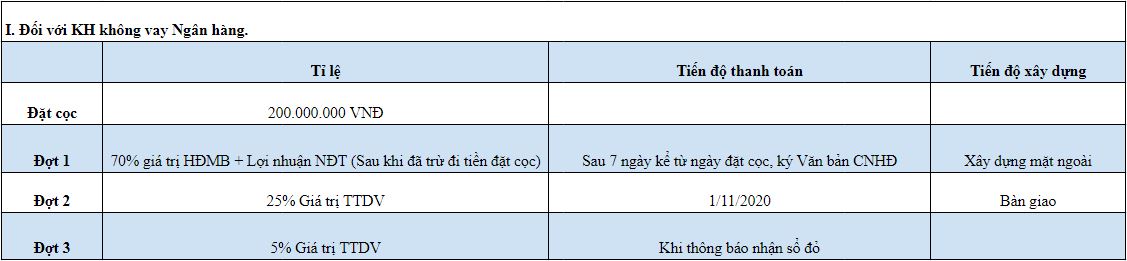 I. Đối với KH không vay Ngân hàng.
Tỉ lệ Tiến độ thanh toán Tiến độ xây dựng
Đặt cọc 200.000.000 VNĐ
Đợt 1 70% giá trị HĐMB + Lợi nhuận NĐT (Sau khi đã trừ đi tiền đặt cọc) Sau 7 ngày kể từ ngày đặt cọc, ký Văn bản CNHĐ Xây dựng mặt ngoài
Đợt 2 25% Giá trị TTDV 1/11/2020 Bàn giao
Đợt 3 5% Giá trị TTDV Khi thông báo nhận sổ đỏ